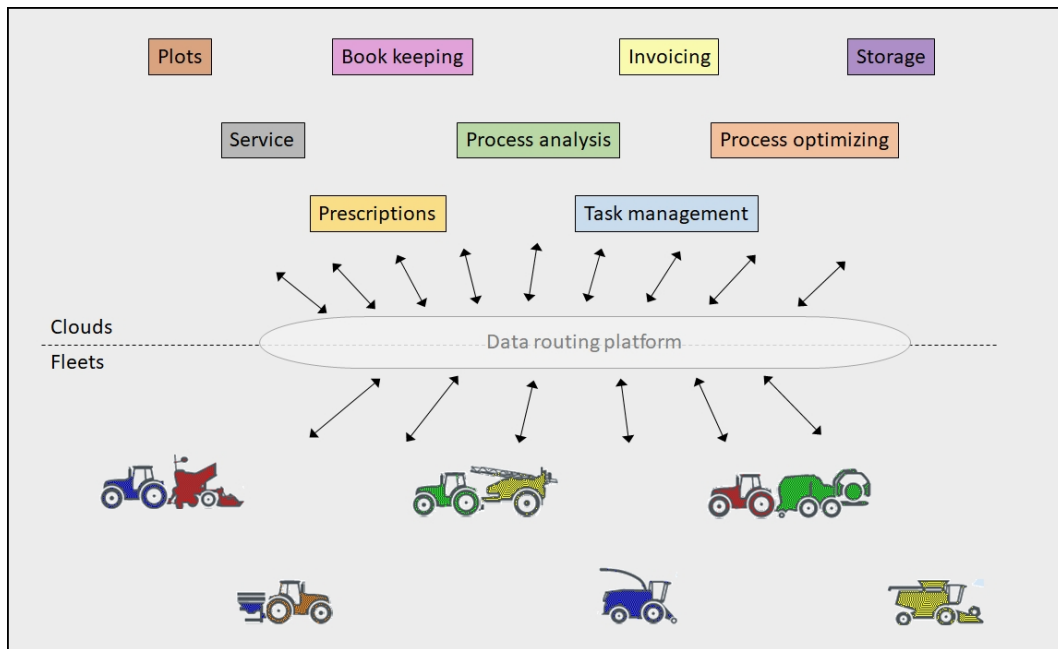 Plots
Book keeping
Invoicing
Storage
Service
Process analysis
Process optimizing
Prescriptions
Task management
Clouds
Data routing platform
Fleets